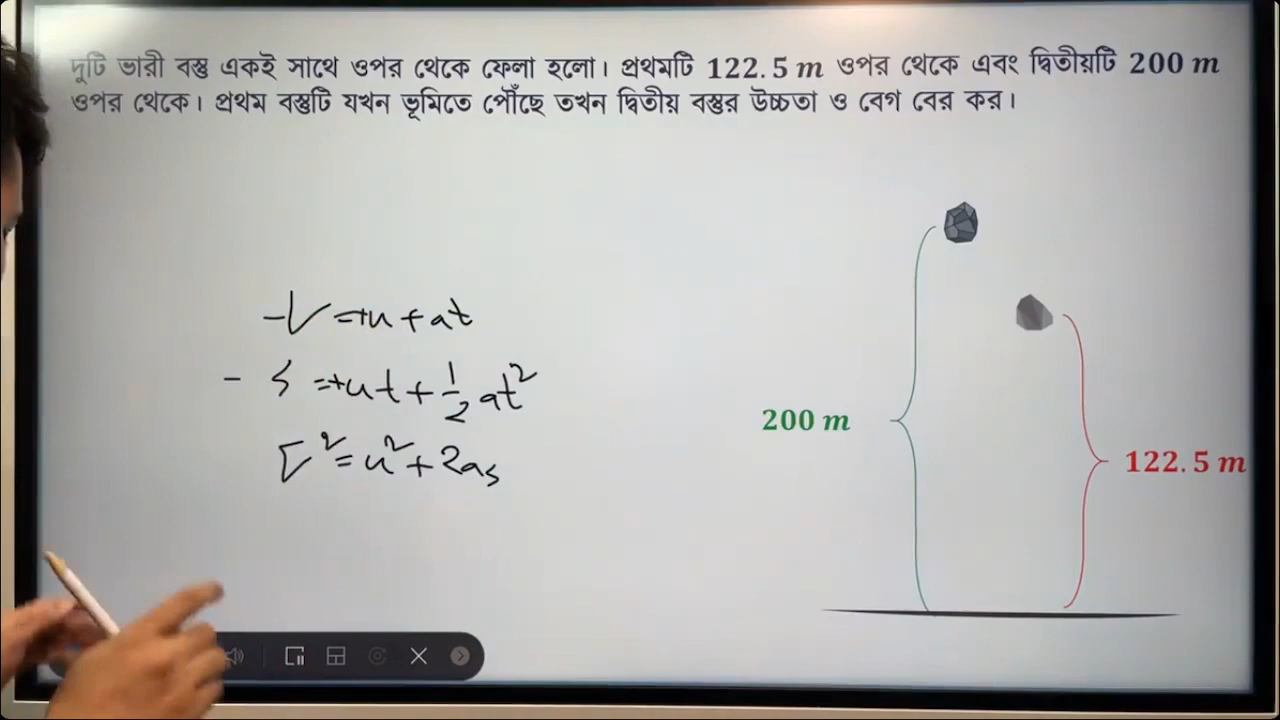 দুটি ভারী বস্তু একই সাথে ওপর থেকে ফেলা হলো। প্রথমটি 122.5 m ওপর থেকে এবং দ্বিতীয়টি 200 m
ওপর থেকে। প্রথম বস্তুটি যখন ভূমিতে পৌঁছে তখন দ্বিতীয় বস্তুর উচ্চতা ও বেগ বের কর।
-V =+u + at
- s =+ut + 1/2 at²
V² = u² + 2as
200 m
122.5 m